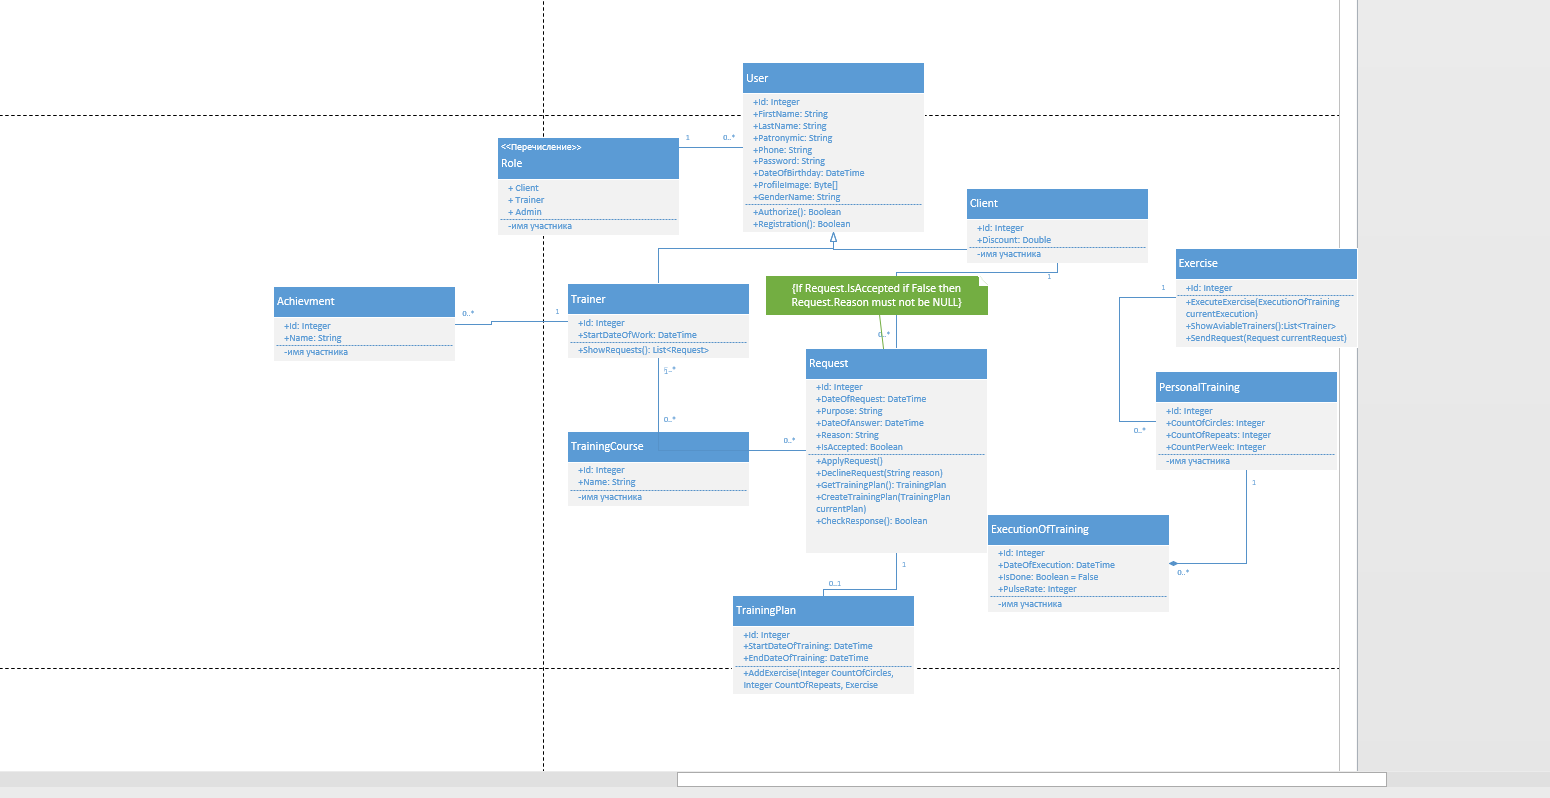 User
+Id: Integer
+FirstName: String
+LastName: String
+Patronymic: String
+Phone: String
+Password: String
+DateOfBirthday: DateTime
+ProfileImage: Byte[]
+GenderName: String
+Authorize(): Boolean
+Registration(): Boolean
1
0..*
<<Перечисление>>
Role
+ Client
+ Trainer
+ Admin
-имя участника
Client
+Id: Integer
+Discount: Double
-имя участника
1
{If Request.IsAccepted if False then
Request.Reason must not be NULL}
0..*
Exercise
+Id: Integer
+ExecuteExercise(ExecutionOfTraining
currentExecution)
+ShowAviableTrainers():List<Trainer>
+SendRequest(Request currentRequest)
1
0..*
Achievment
+Id: Integer
+Name: String
-имя участника
0..*
1
Trainer
+Id: Integer
+StartDateOfWork: DateTime
+ShowRequests(): List<Request>
0..*
TrainingCourse
+Id: Integer
+Name: String
-имя участника
0..*
Request
+Id: Integer
+DateOfRequest: DateTime
+Purpose: String
+DateOfAnswer: DateTime
+Reason: String
+IsAccepted: Boolean
+ApplyRequest()
+DeclineRequest(String reason)
+GetTrainingPlan(): TrainingPlan
+CreateTrainingPlan(TrainingPlan
currentPlan)
+CheckResponse(): Boolean
PersonalTraining
+Id: Integer
+CountOfCircles: Integer
+CountOfRepeats: Integer
+CountPerWeek: Integer
-имя участника
1
0..*
ExecutionOfTraining
+Id: Integer
+DateOfExecution: DateTime
+IsDone: Boolean = False
+PulseRate: Integer
-имя участника
1
0..1
TrainingPlan
+Id: Integer
+StartDateOfTraining: DateTime
+EndDateOfTraining: DateTime
+AddExercise(Integer CountOfCircles,
Integer CountOfRepeats, Exercise